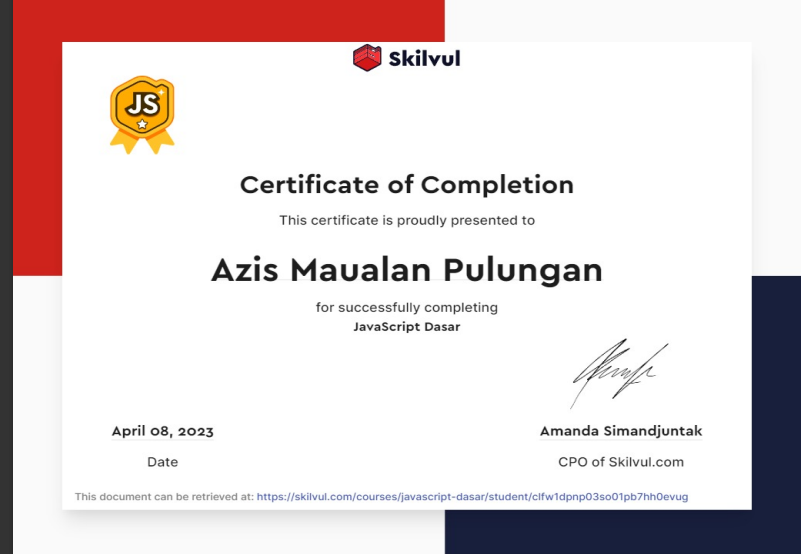 Skilvul
JS
Certificate of Completion
This certificate is proudly presented to
Azis Maualan Pulungan
for successfully completing
JavaScript Dasar
April 08, 2023
Amanda Simandjuntak
Date
CPO of Skilvul.com
This document can be retrieved at: https://skilvul.com/courses/javascript-dasar/student/clfw1dpnp03so01pb7hh0evug